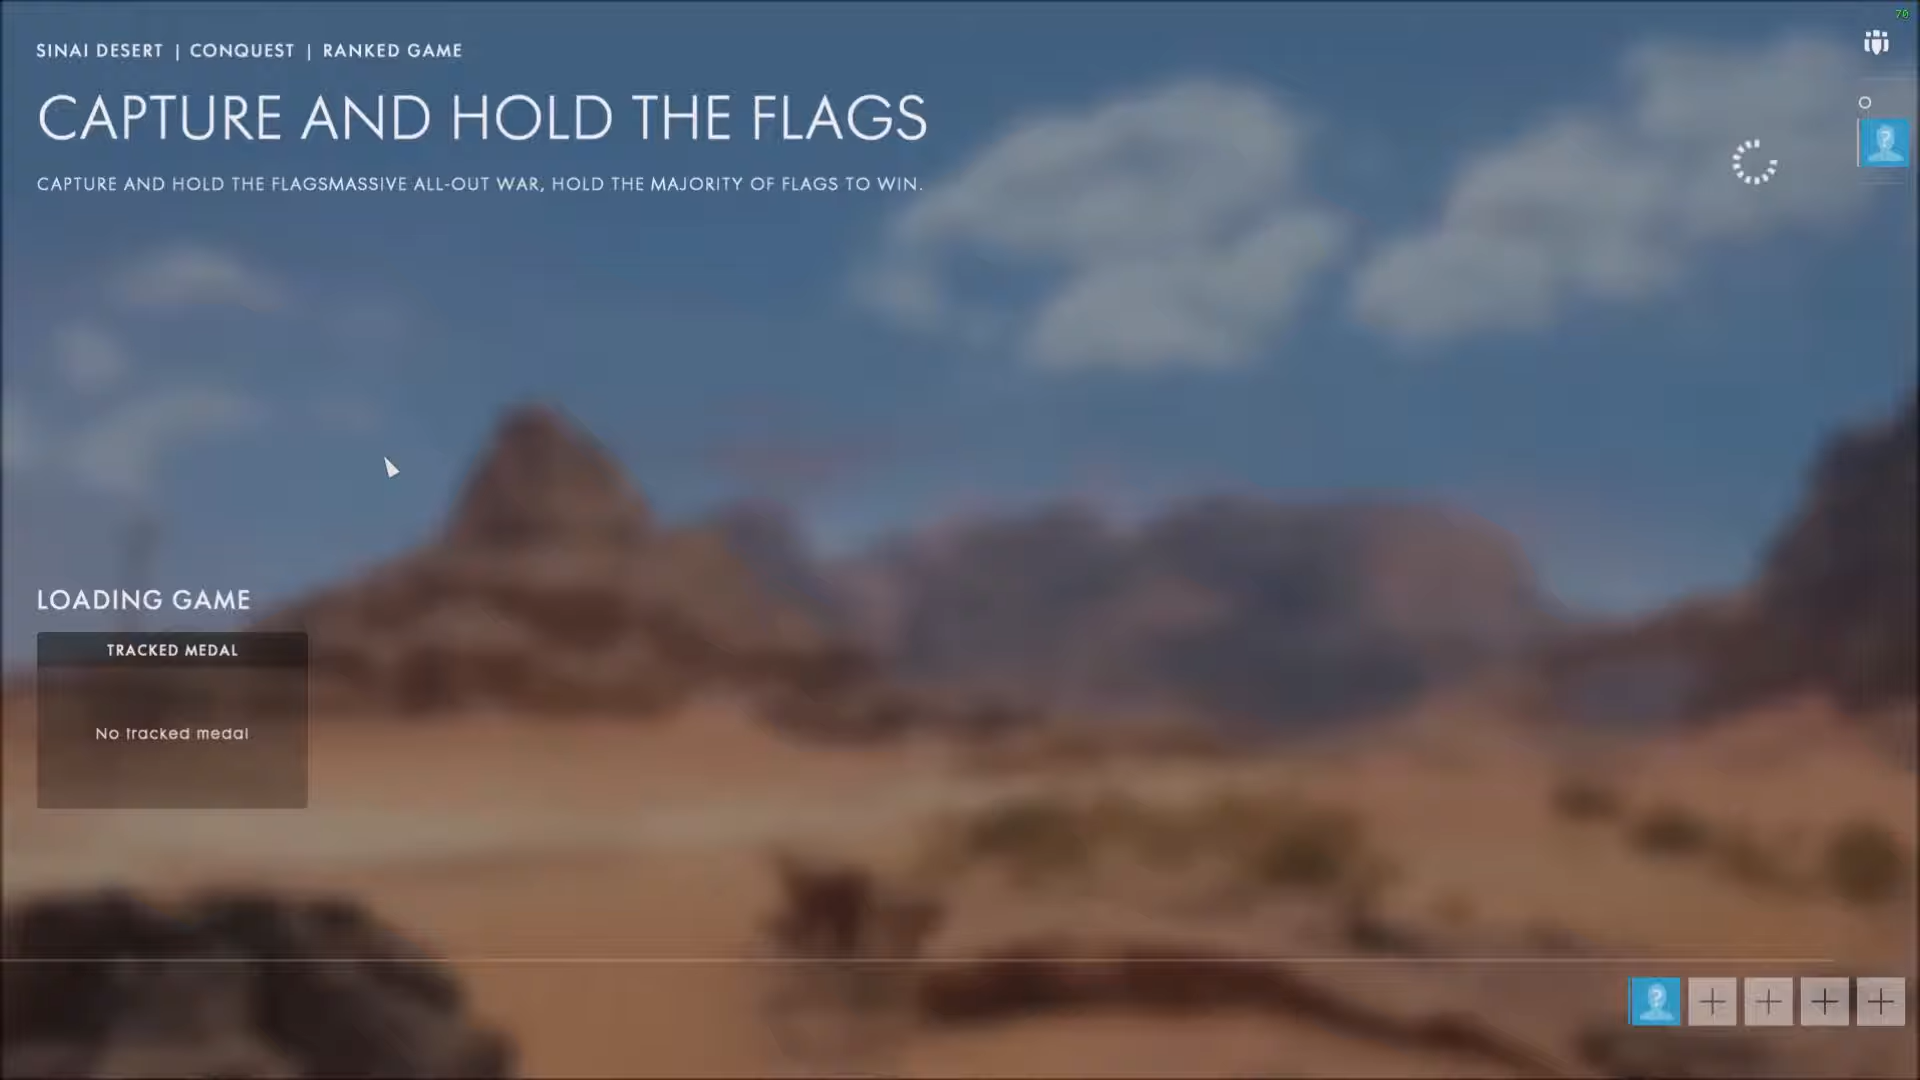 70
SINAI DESERT | CONQUEST | RANKED GAME
CAPTURE AND HOLD THE FLAGS
CAPTURE AND HOLD THE FLAGSMASSIVE ALL-OUT WAR, HOLD THE MAJORITY OF FLAGS TO WIN.
LOADING GAME
TRACKED MEDAL
No tracked medal